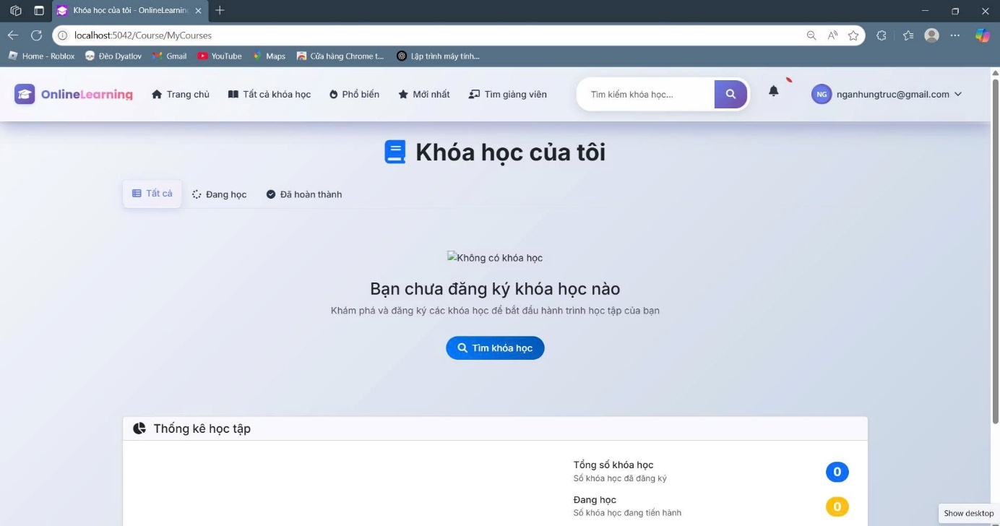 Khóa học của tôi - OnlineLearning
localhost:5042/Course/MyCourses
Home - Roblox Đèo Dyatlov Gmail YouTube Maps Cửa hàng Chrome t... Lập trình máy tính...
OnlineLearning Trang chủ Tất cả khóa học Phổ biến Mới nhất Tìm giảng viên Tìm kiếm khóa học... NG nganhungtruc@gmail.com
Khóa học của tôi
Tất cả Đang học Đã hoàn thành
Không có khóa học
Bạn chưa đăng ký khóa học nào
Khám phá và đăng ký các khóa học để bắt đầu hành trình học tập của bạn
Tìm khóa học
Thống kê học tập
Tổng số khóa học 0
Số khóa học đã đăng ký
Đang học 0
Số khóa học đang tiến hành
Show desktop